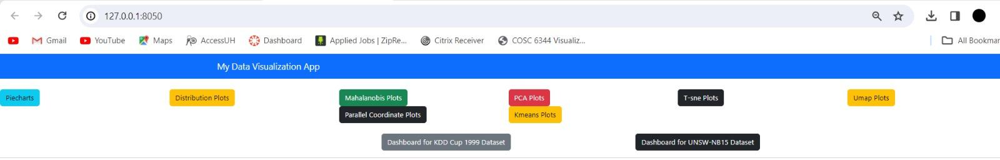 127.0.0.1:8050
Gmail YouTube Maps AccessUH Dashboard Applied Jobs | ZipRe... Citrix Receiver COSC 6344 Visualiz... All Bookmar
My Data Visualization App
Piecharts Distribution Plots Mahalanobis Plots PCA Plots T-sne Plots Umap Plots
Parallel Coordinate Plots Kmeans Plots
Dashboard for KDD Cup 1999 Dataset Dashboard for UNSW-NB15 Dataset